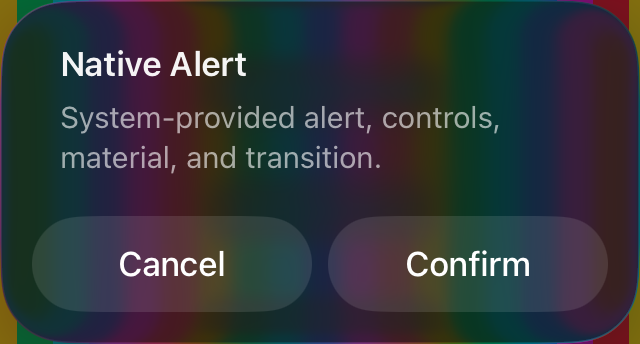 Native Alert
System-provided alert, controls,
material, and transition.
Cancel Confirm